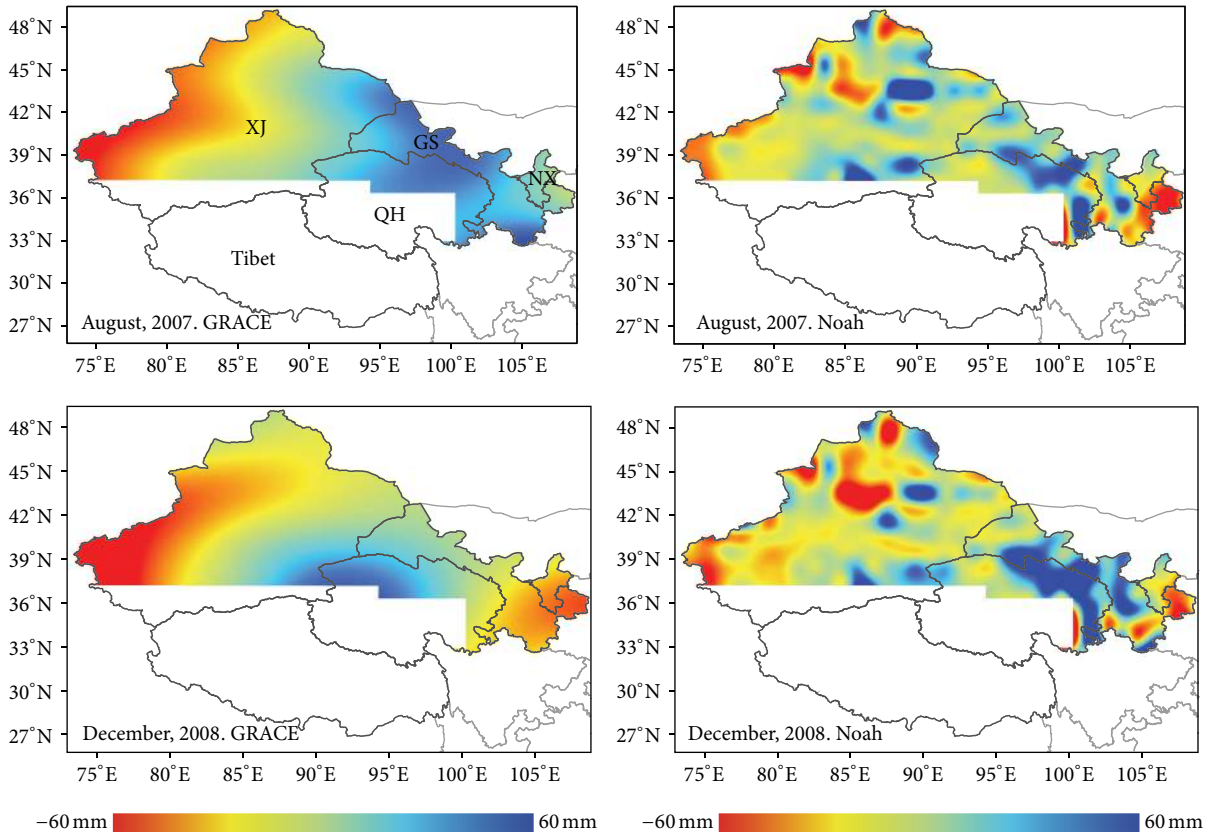 48°N
45°N
42°N
39°N
36°N
33°N
30°N
27°N
XJ
GS
NX
QH
Tibet
August, 2007. GRACE
75°E 80°E 85°E 90°E 95°E 100°E 105°E
48°N
45°N
42°N
39°N
36°N
33°N
30°N
27°N
August, 2007. Noah
75°E 80°E 85°E 90°E 95°E 100°E 105°E
48°N
45°N
42°N
39°N
36°N
33°N
30°N
27°N
December, 2008. GRACE
75°E 80°E 85°E 90°E 95°E 100°E 105°E
48°N
45°N
42°N
39°N
36°N
33°N
30°N
27°N
December, 2008. Noah
75°E 80°E 85°E 90°E 95°E 100°E 105°E
−60 mm 60 mm
−60 mm 60 mm